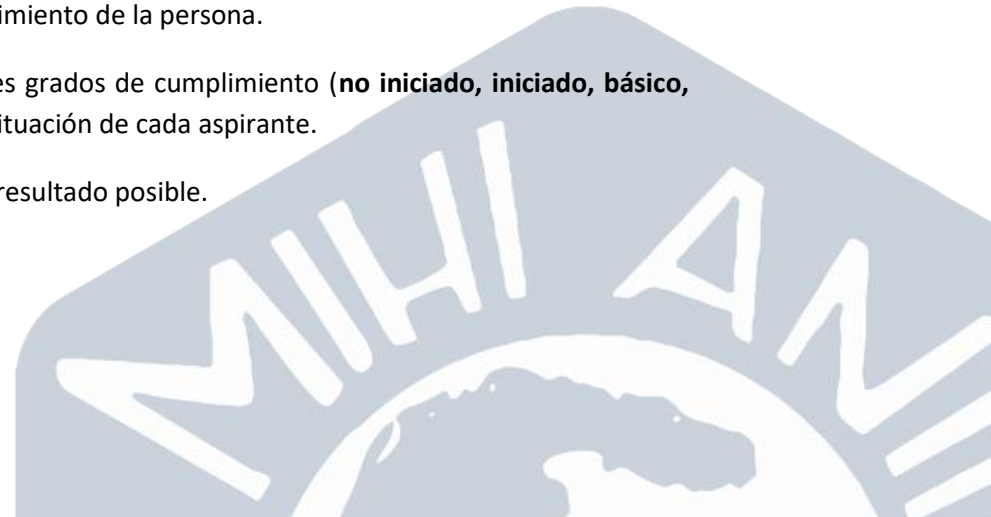 imiento de la persona.
es grados de cumplimiento (no iniciado, iniciado, básico,
ituación de cada aspirante.
resultado posible.
MIHI AN